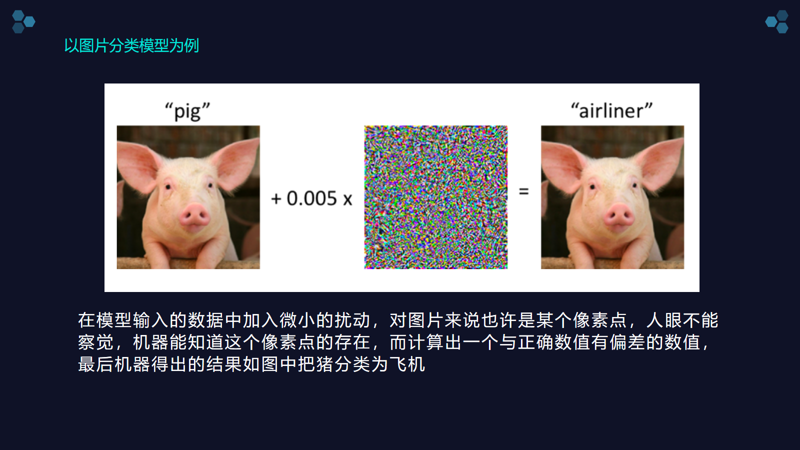 以图片分类模型为例
“pig”
“airliner”
+ 0.005 x
=
在模型输入的数据中加入微小的扰动，对图片来说也许是某个像素点，人眼不能
察觉，机器能知道这个像素点的存在，而计算出一个与正确数值有偏差的数值，
最后机器得出的结果如图中把猪分类为飞机